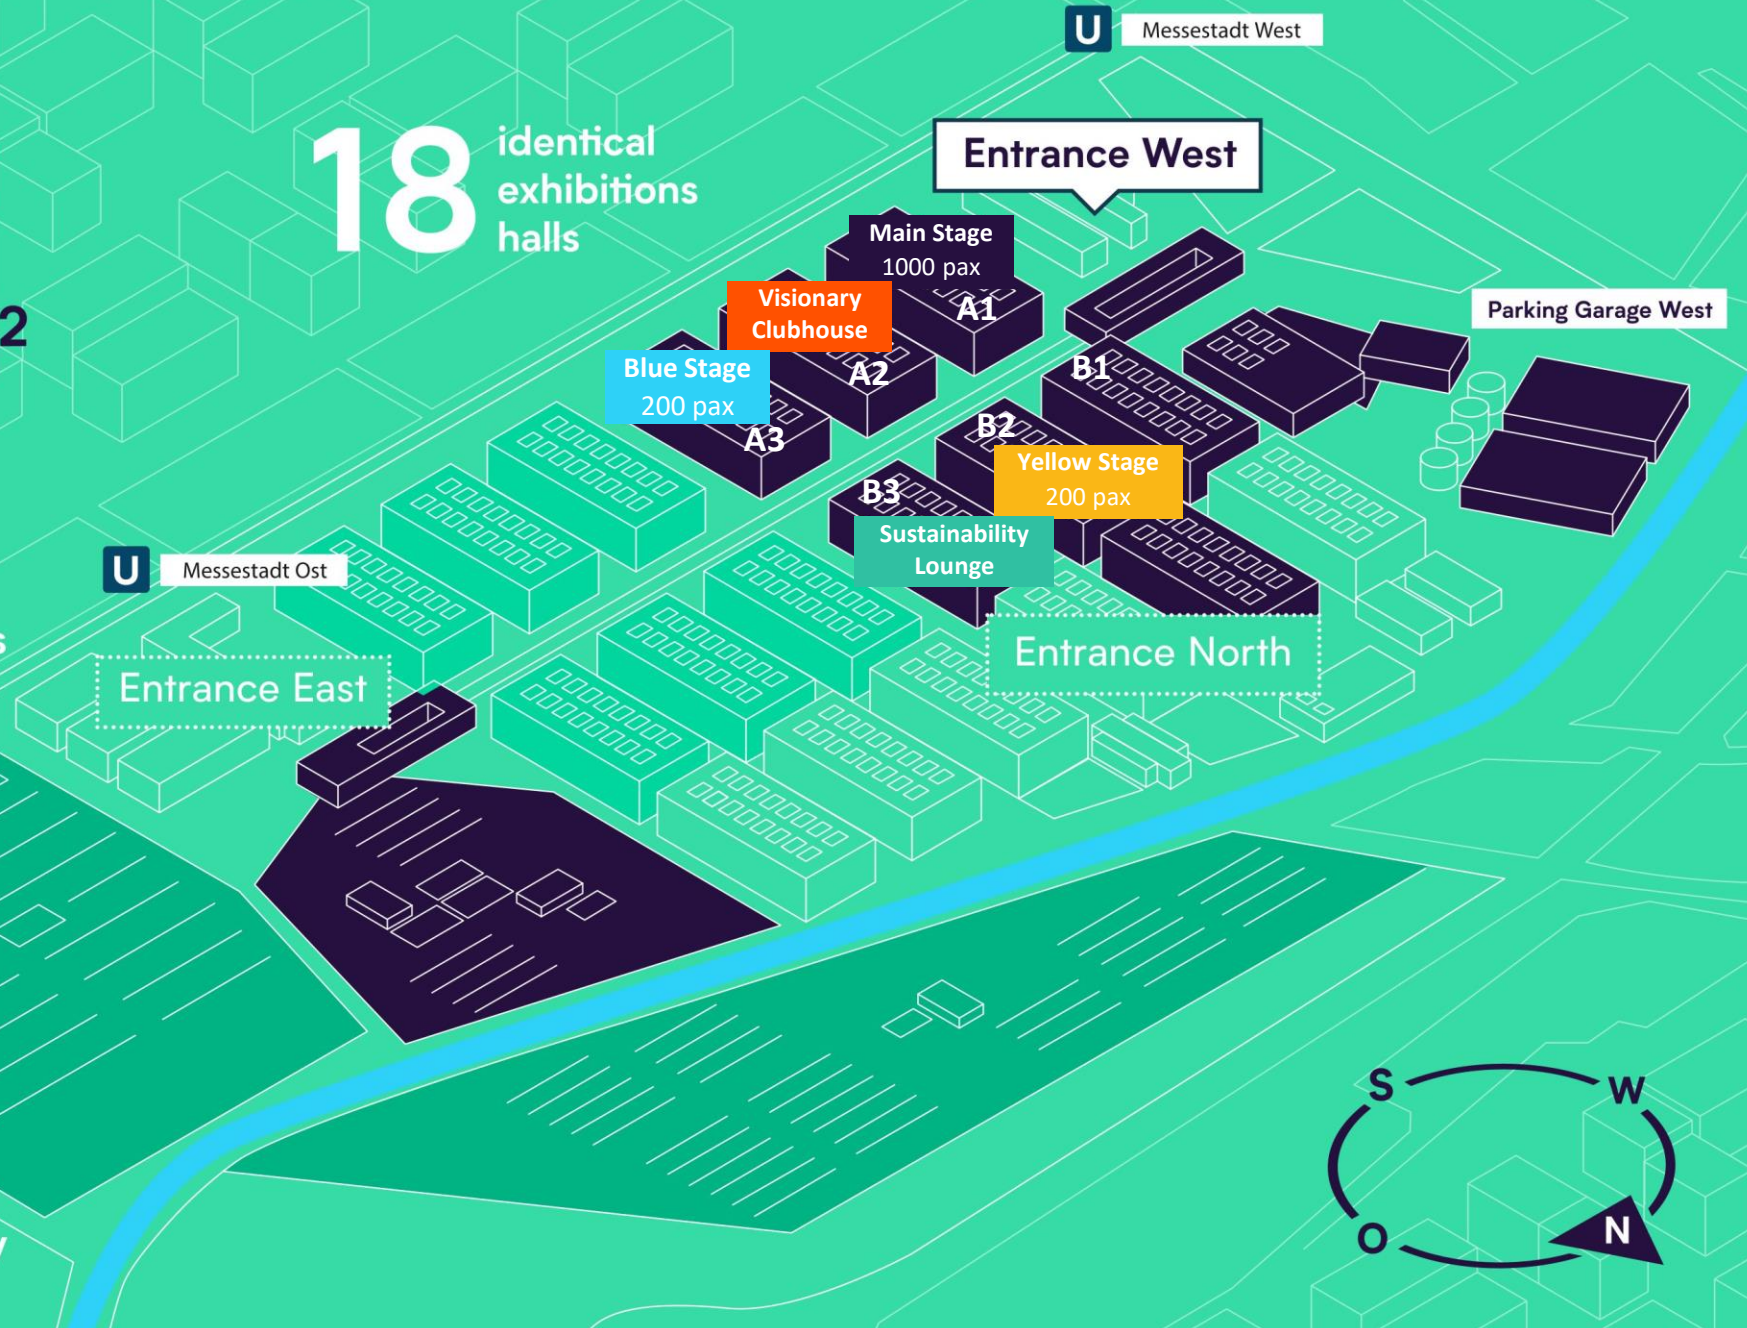 U Messestadt West
18 identical
exhibitions
halls
Entrance West
Main Stage
1000 pax
A1
Visionary
Clubhouse
A2
Blue Stage
200 pax
A3
Parking Garage West
2
B1
B2
Yellow Stage
200 pax
B3
Sustainability
Lounge
U Messestadt Ost
s
Entrance North
Entrance East
S
W
O
N